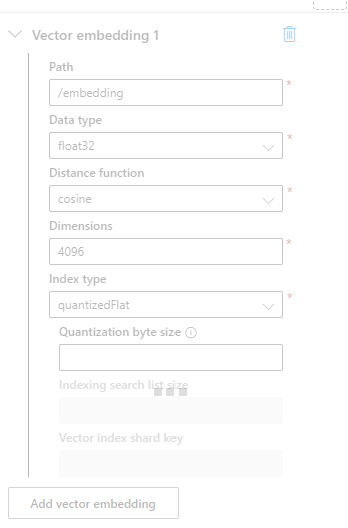 Vector embedding 1
Path
/embedding
*
Data type
float32
*
Distance function
cosine
*
Dimensions
4096
*
Index type
quantizedFlat
*
Quantization byte size
Indexing search list size
Vector index shard key
Add vector embedding